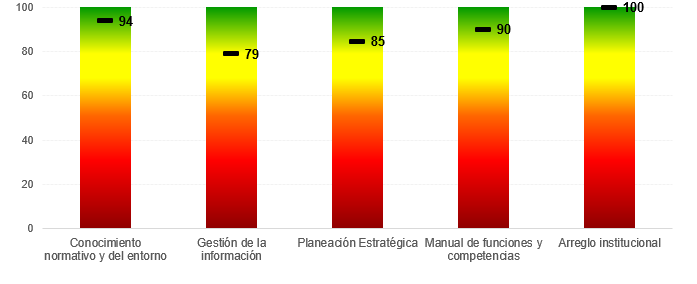 100
80
60
40
20
0
94
79
85
90
100
Conocimiento
normativo y del entorno
Gestión de la
información
Planeación Estratégica
Manual de funciones y
competencias
Arreglo institucional